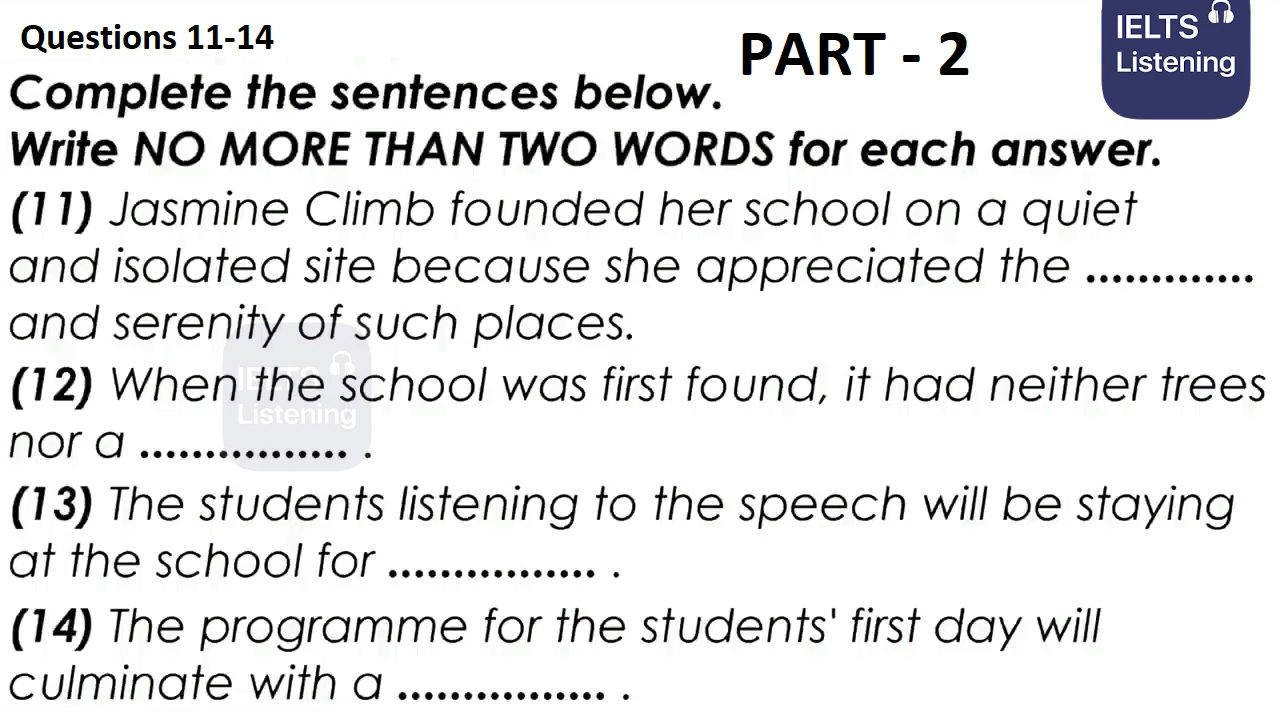 Questions 11-14
PART - 2
IELTS
Listening
Complete the sentences below.
Write NO MORE THAN TWO WORDS for each answer.
(11) Jasmine Climb founded her school on a quiet
and isolated site because she appreciated the .............
and serenity of such places.
(12) When the school was first found, it had neither trees
nor a ................ .
IELTS
Listening
(13) The students listening to the speech will be staying
at the school for ................ .
(14) The programme for the students' first day will
culminate with a ................ .